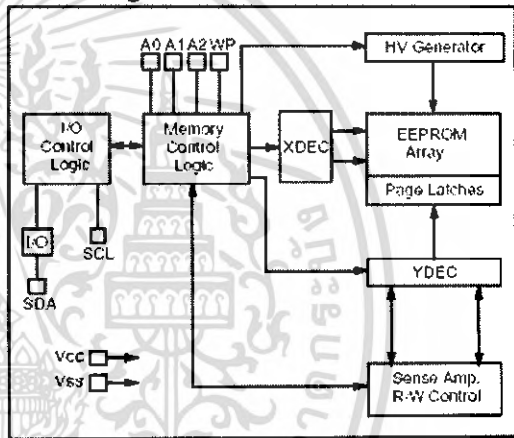 A0 A1 A2 WP
HV Generator
I/O
Control
Logic
Memory
Control
Logic
XDEC
EEPROM
Array
Page Latches
I/O
SCL
SDA
YDEC
Vcc
Vss
Sense Amp.
R-W Control